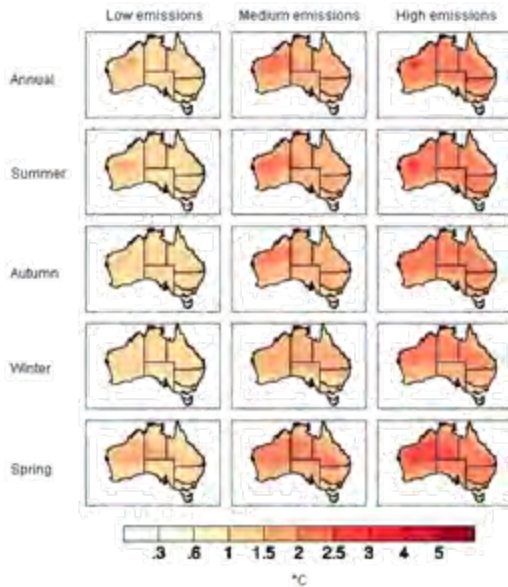 Low emissions Medium emissions High emissions
Annual
Summer
Autumn
Winter
Spring
.3 .6 1 1.5 2 2.5 3 4 5
°C